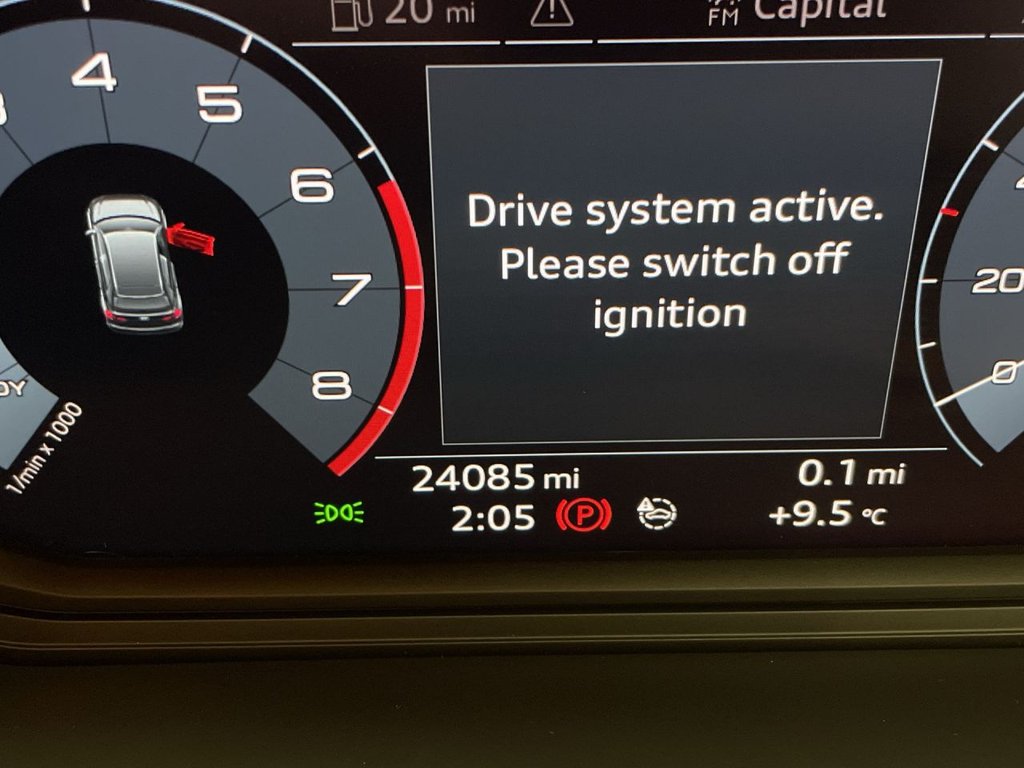 20 mi
FM Capital
4
5
6
7
8
1/min x 1000
Drive system active.
Please switch off
ignition
20
0
24085 mi
0.1 mi
2:05
P
+9.5 °C